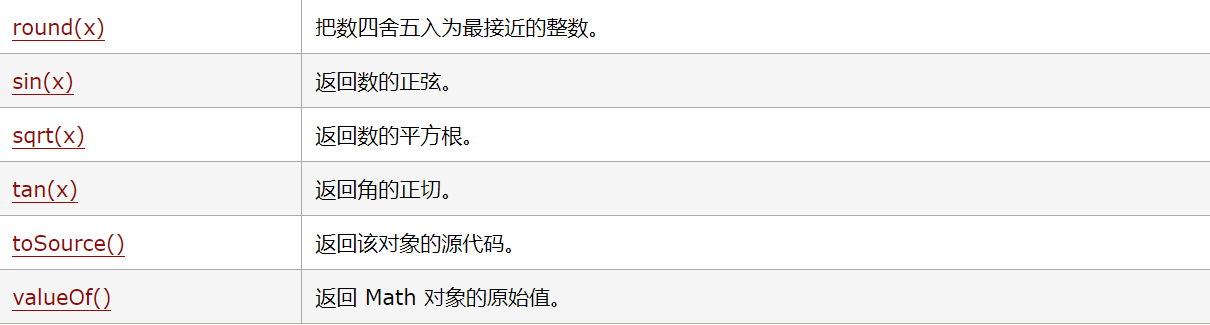 round(x) 把数四舍五入为最接近的整数。
sin(x) 返回数的正弦。
sqrt(x) 返回数的平方根。
tan(x) 返回角的正切。
toSource() 返回该对象的源代码。
valueOf() 返回 Math 对象的原始值。